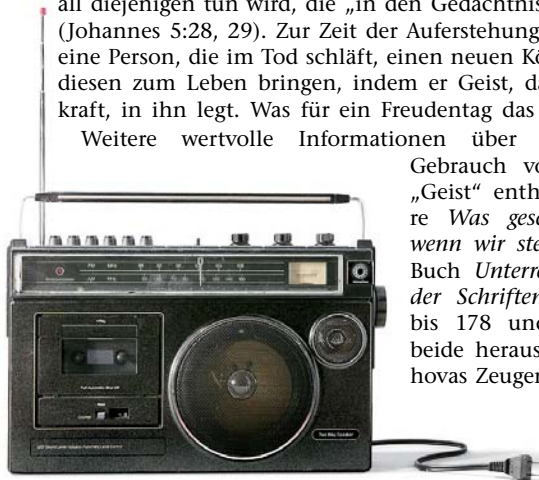 all diejenigen tun wird, die „in den Gedächtnis
(Johannes 5:28, 29). Zur Zeit der Auferstehung
eine Person, die im Tod schläft, einen neuen Kö
diesen zum Leben bringen, indem er Geist, da
kraft, in ihn legt. Was für ein Freudentag das
Weitere wertvolle Informationen über
Gebrauch vo
„Geist“ enth
re Was gesc
wenn wir ste
Buch Unterre
der Schriften
bis 178 und
beide heraus
hovas Zeugen